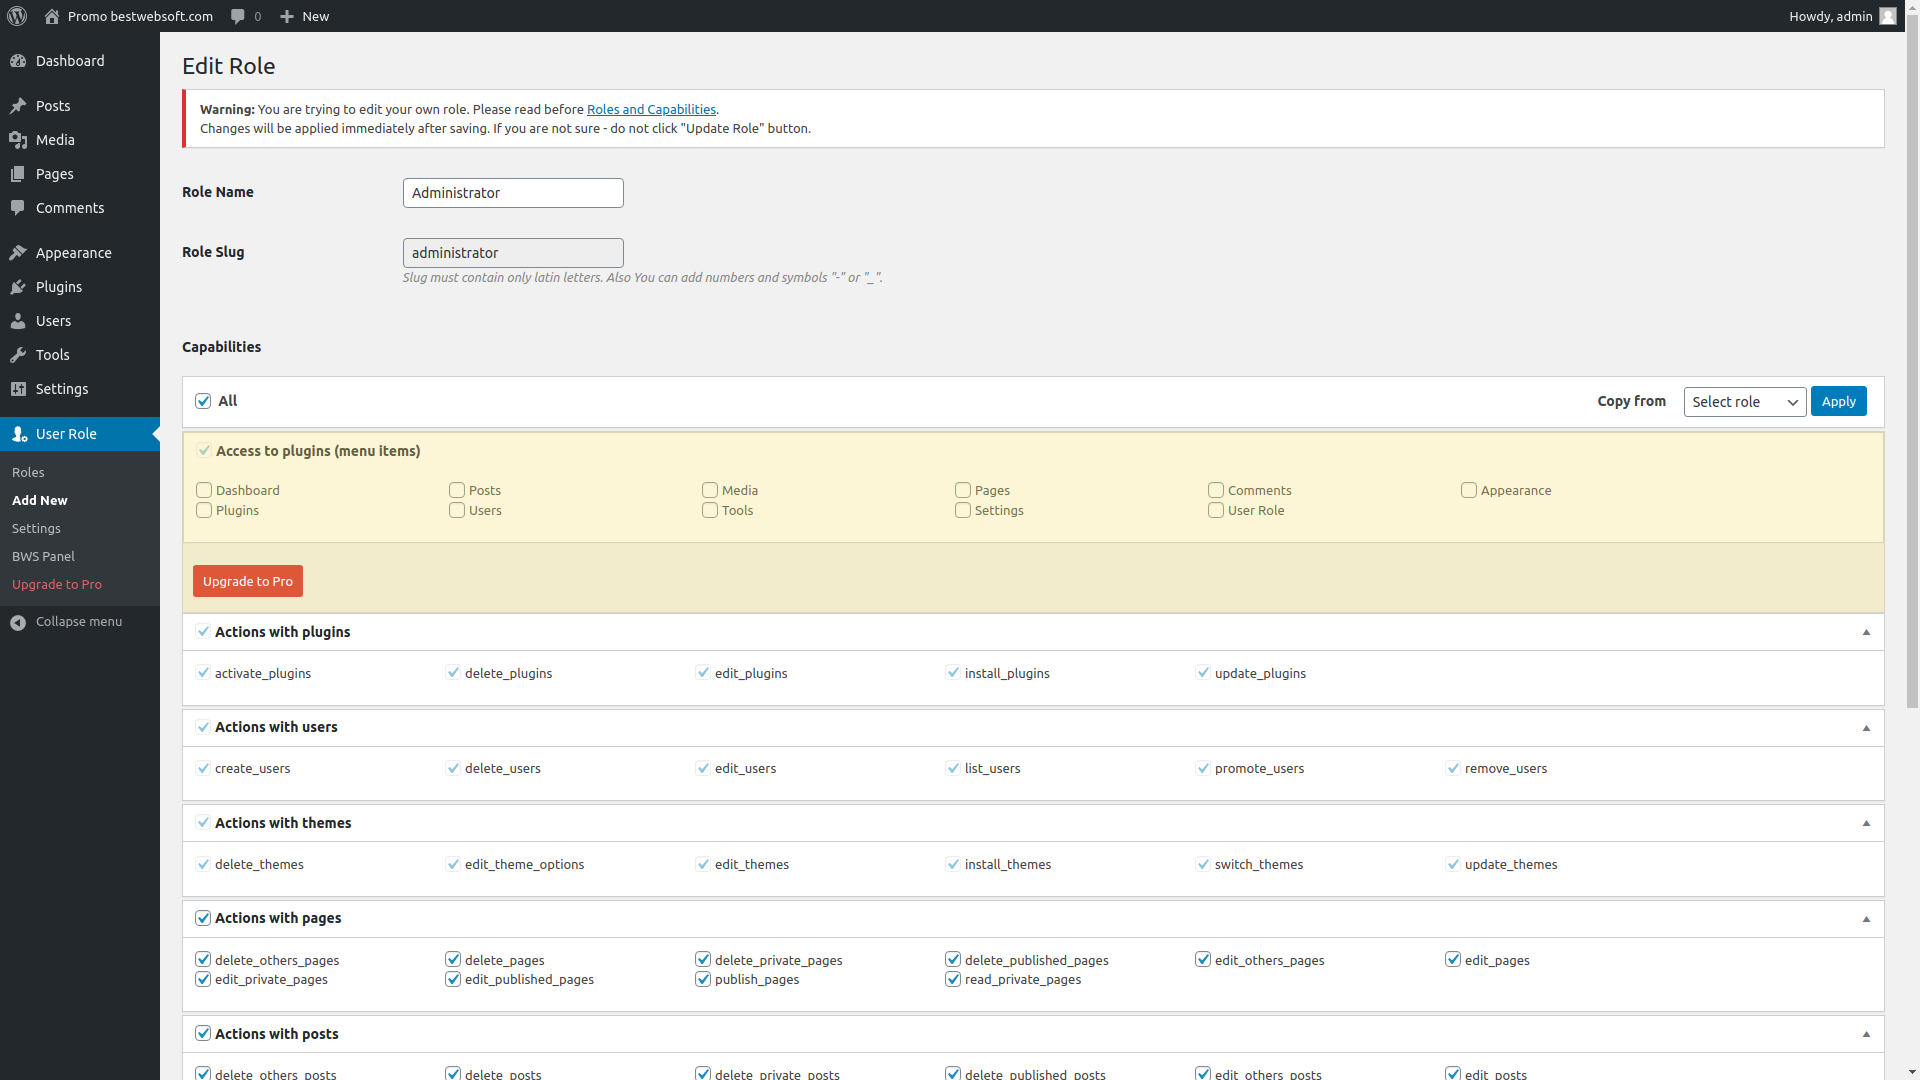 Promo bestwebsoft.com 0 New Howdy, admin
Dashboard
Posts
Media
Pages
Comments
Appearance
Plugins
Users
Tools
Settings
User Role
Roles
Add New
Settings
BWS Panel
Upgrade to Pro
Collapse menu
Edit Role
Warning: You are trying to edit your own role. Please read before Roles and Capabilities.
Changes will be applied immediately after saving. If you are not sure - do not click "Update Role" button.
Role Name Administrator
Role Slug administrator
Slug must contain only latin letters. Also You can add numbers and symbols "-" or "_".
Capabilities
All Copy from Select role Apply
Access to plugins (menu items)
Dashboard Posts Media Pages Comments Appearance
Plugins Users Tools Settings User Role
Upgrade to Pro
Actions with plugins
activate_plugins delete_plugins edit_plugins install_plugins update_plugins
Actions with users
create_users delete_users edit_users list_users promote_users remove_users
Actions with themes
delete_themes edit_theme_options edit_themes install_themes switch_themes update_themes
Actions with pages
delete_others_pages delete_pages delete_private_pages delete_published_pages edit_others_pages edit_pages
edit_private_pages edit_published_pages publish_pages read_private_pages
Actions with posts
delete_others_posts delete_posts delete_private_posts delete_published_posts edit_others_posts edit_posts